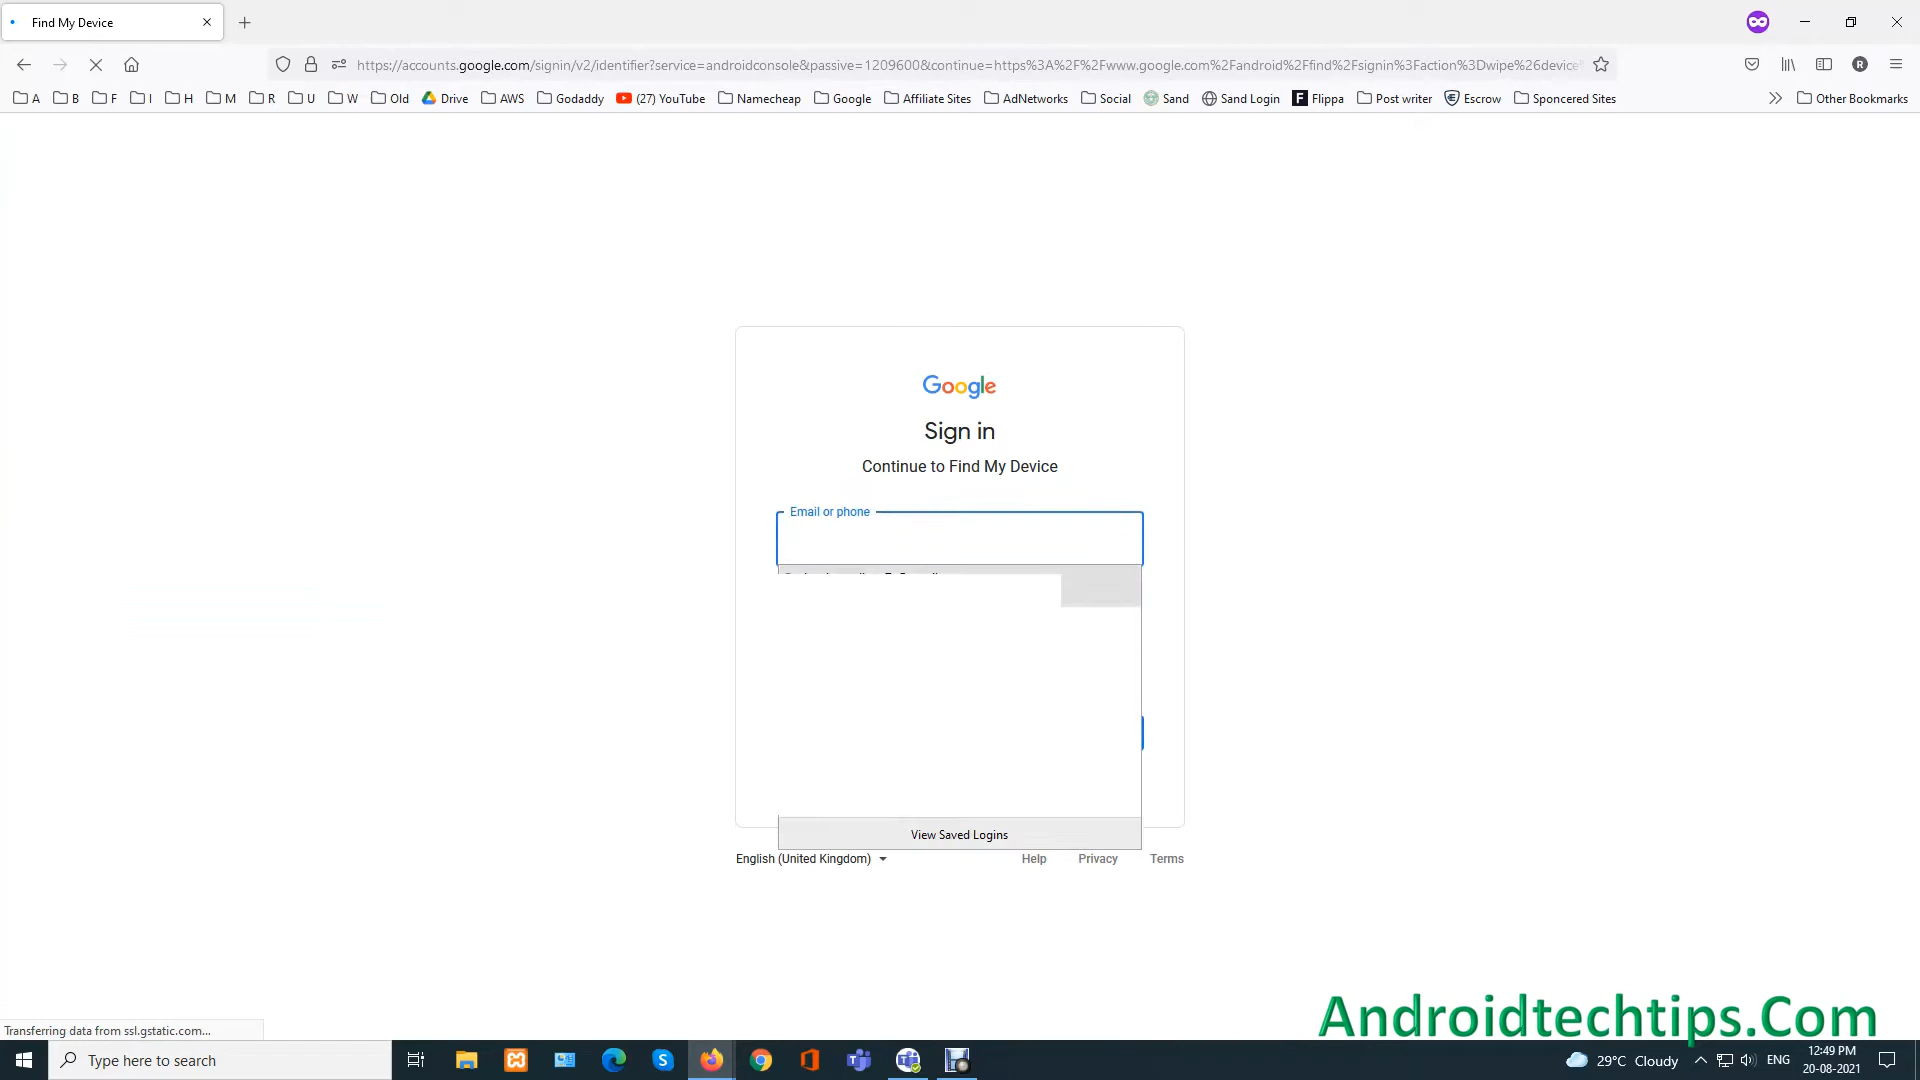 Find My Device
https://accounts.google.com/signin/v2/identifier?service=androidconsole&passive=1209600&continue=https%3A%2F%2Fwww.google.com%2Fandroid%2Ffind%2Fsignin%3Faction%3Dwipe%26device%
R
A B F I H M R U W Old Drive AWS Godaddy (27) YouTube Namecheap Google Affiliate Sites AdNetworks Social Sand Sand Login Flippa Post writer Escrow Sponcered Sites Other Bookmarks
Google
Sign in
Continue to Find My Device
Email or phone
View Saved Logins
English (United Kingdom) Help Privacy Terms
Androidtechtips.Com
Transferring data from ssl.gstatic.com...
Type here to search
29°C Cloudy
ENG
12:49 PM
20-08-2021